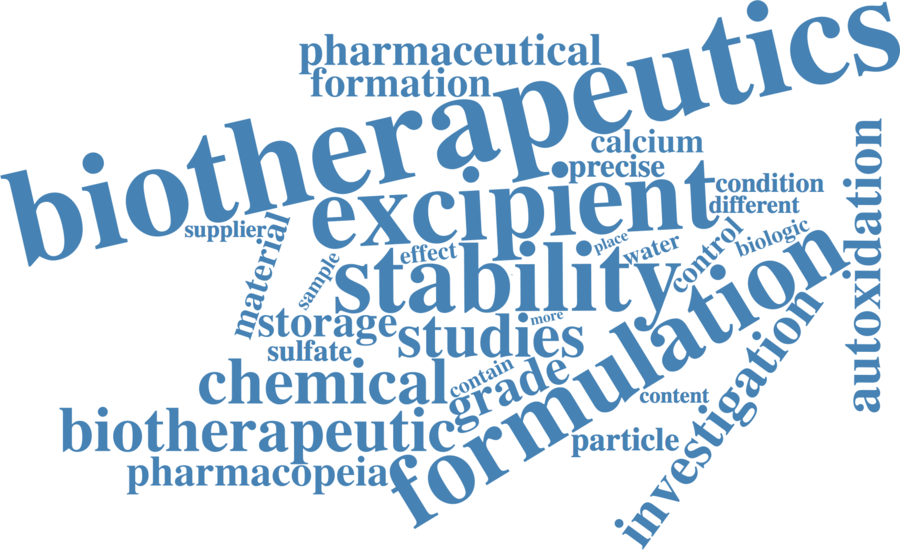 biotherapeutics
pharmaceutical
formation
calcium
precise
excipient
condition
different
autoxidation
supplier
material
sample
effect
place
water
control
biologic
stability
storage
more
studies
sulfate
formulation
investigation
chemical
contain
grade
content
biotherapeutic
particle
pharmacopeia